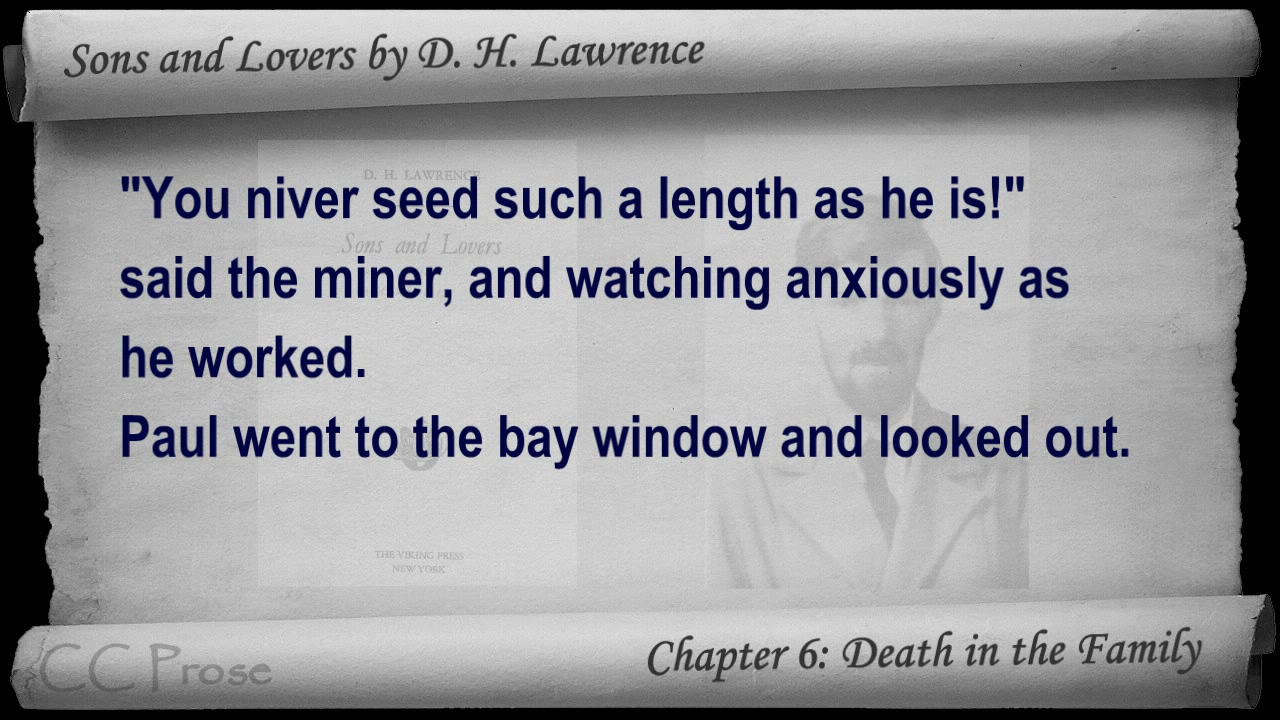 Sons and Lovers by D. H. Lawrence
D. H. LAWRENCE
"You niver seed such a length as he is!"
Sons and Lovers
said the miner, and watching anxiously as
he worked.
Paul went to the bay window and looked out.
THE VIKING PRESS
NEW YORK
Chapter 6: Death in the Family
CC Prose